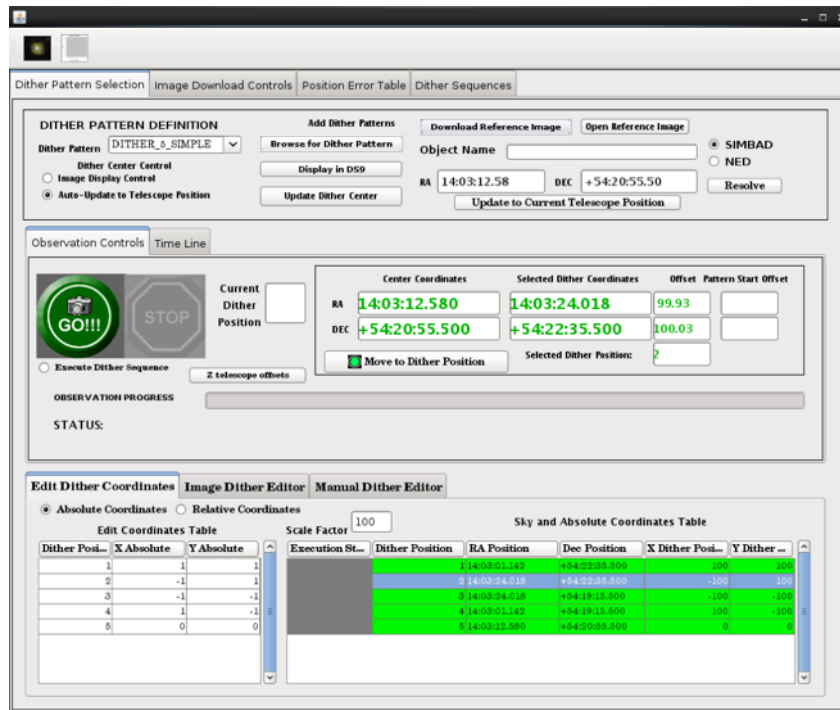 Dither Pattern Selection Image Download Controls Position Error Table Dither Sequences
DITHER PATTERN DEFINITION
Dither Pattern DITHER_5_SIMPLE
Dither Center Control
Image Display Control
Auto-Update to Telescope Position
Add Dither Patterns
Browse for Dither Pattern
Display in DS9
Update Dither Center
Download Reference Image Open Reference Image
Object Name
SIMBAD
NED
RA 14:03:12.58 DEC +54:20:55.50 Resolve
Update to Current Telescope Position
Observation Controls Time Line
GO!!! STOP
Current
Dither
Position
Execute Dither Sequence
Z telescope offsets
Center Coordinates Selected Dither Coordinates Offset Pattern Start Offset
RA 14:03:12.580 14:03:24.018 99.93
DEC +54:20:55.500 +54:22:35.500 100.03
Move to Dither Position Selected Dither Position: 2
OBSERVATION PROGRESS
STATUS:
Edit Dither Coordinates Image Dither Editor Manual Dither Editor
Absolute Coordinates Relative Coordinates
Edit Coordinates Table
Scale Factor 100
Sky and Absolute Coordinates Table
Dither Posi... X Absolute Y Absolute
1 1 1
2 -1 1
3 -1 -1
4 1 -1
5 0 0
Execution St... Dither Position RA Position Dec Position X Dither Posi... Y Dither ...
1 14:03:01.142 +54:22:35.500 100 100
2 14:03:24.018 +54:22:35.500 -100 100
3 14:03:24.018 +54:19:15.500 -100 -100
4 14:03:01.142 +54:19:15.500 100 -100
5 14:03:12.580 +54:20:55.500 0 0